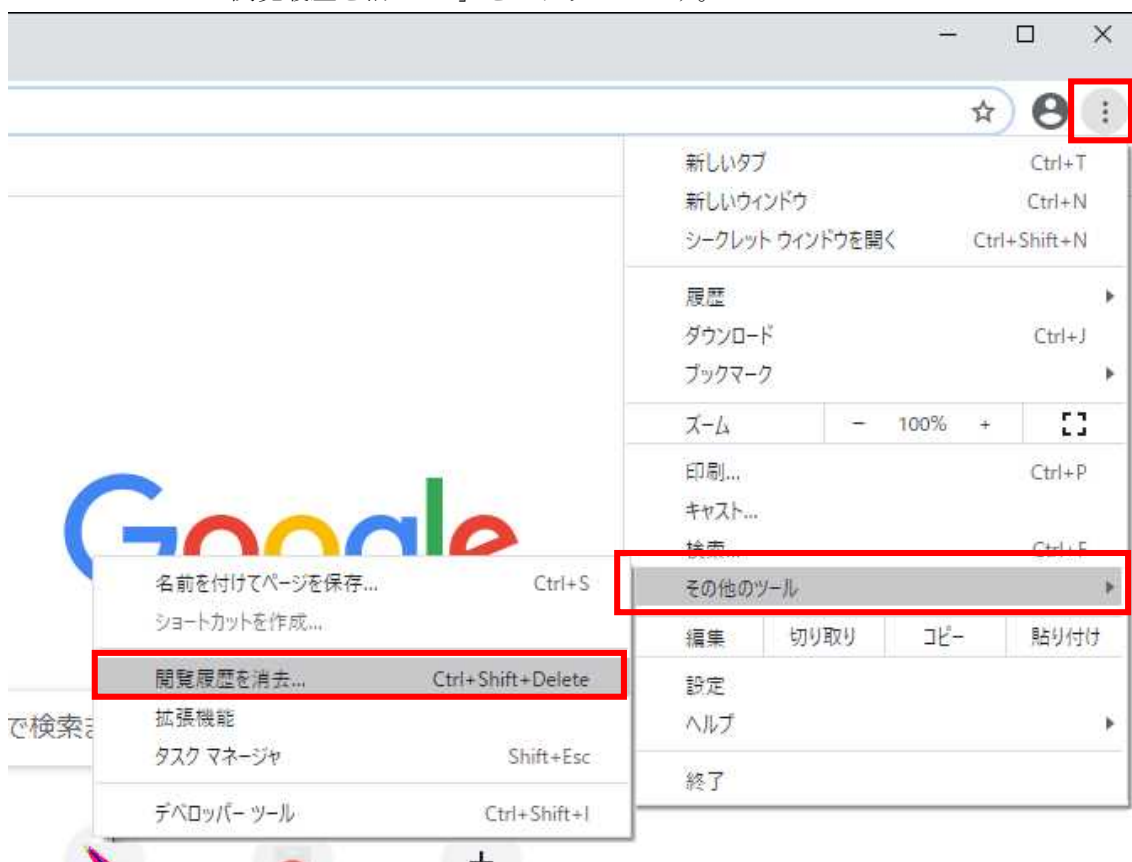 新しいタブ Ctrl+T
新しいウィンドウ Ctrl+N
シークレット ウィンドウを開く Ctrl+Shift+N
履歴
ダウンロード Ctrl+J
ブックマーク
ズーム - 100% +
印刷... Ctrl+P
キャスト...
検索... Ctrl+F
その他のツール
編集 切り取り コピー 貼り付け
設定
ヘルプ
終了
Google
名前を付けてページを保存... Ctrl+S
ショートカットを作成...
閲覧履歴を消去... Ctrl+Shift+Delete
拡張機能
タスク マネージャ Shift+Esc
デベロッパー ツール Ctrl+Shift+I
で検索